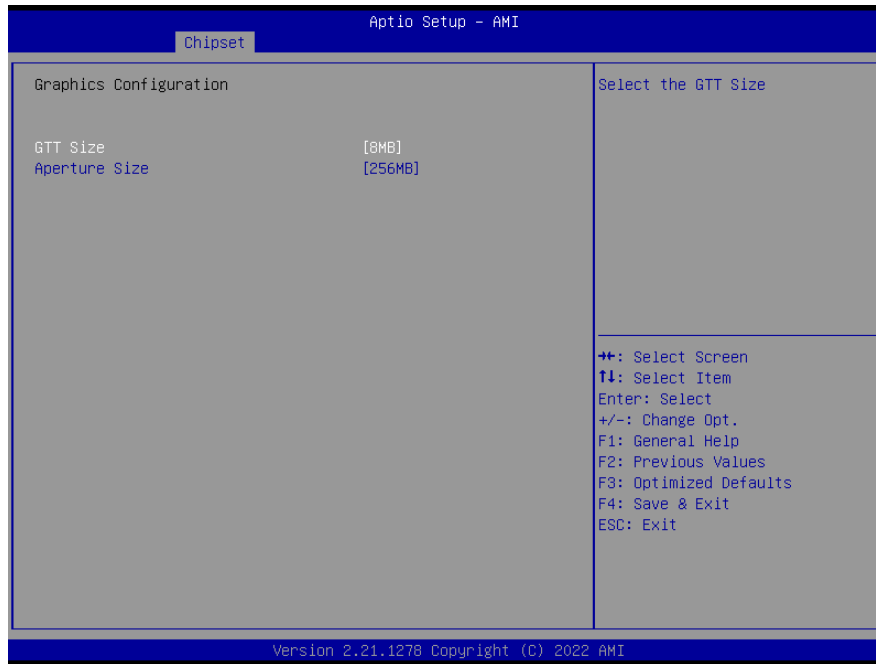 Aptio Setup - AMI
Chipset
Graphics Configuration
Select the GTT Size
GTT Size [8MB]
Aperture Size [256MB]
→←: Select Screen
↑↓: Select Item
Enter: Select
+/-: Change Opt.
F1: General Help
F2: Previous Values
F3: Optimized Defaults
F4: Save & Exit
ESC: Exit
Version 2.21.1278 Copyright (C) 2022 AMI